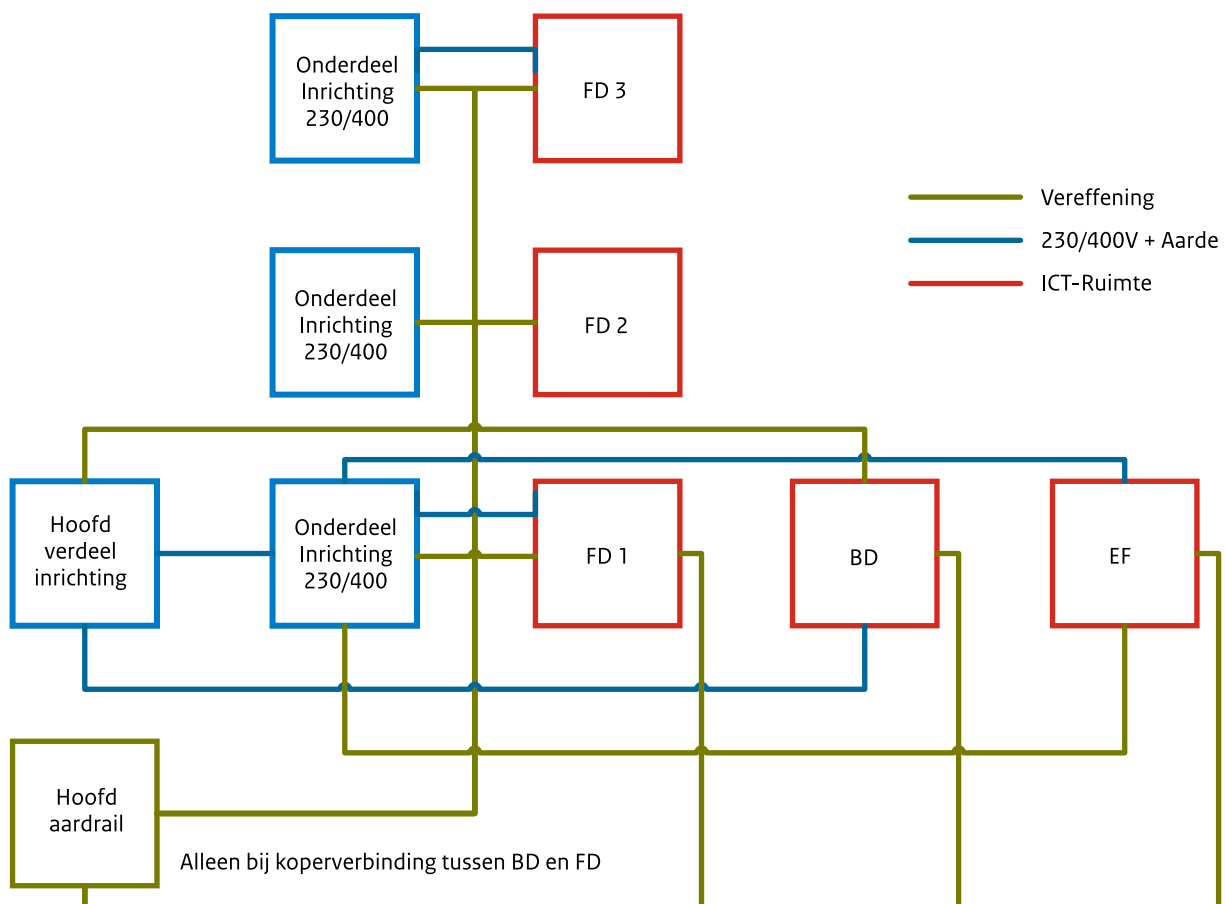 Onderdeel
Inrichting
230/400
FD 3
Vereffening
230/400V + Aarde
ICT-Ruimte
Onderdeel
Inrichting
230/400
FD 2
Hoofd
verdeel
inrichting
Onderdeel
Inrichting
230/400
FD 1
BD
EF
Hoofd
aardrail
Alleen bij koperverbinding tussen BD en FD